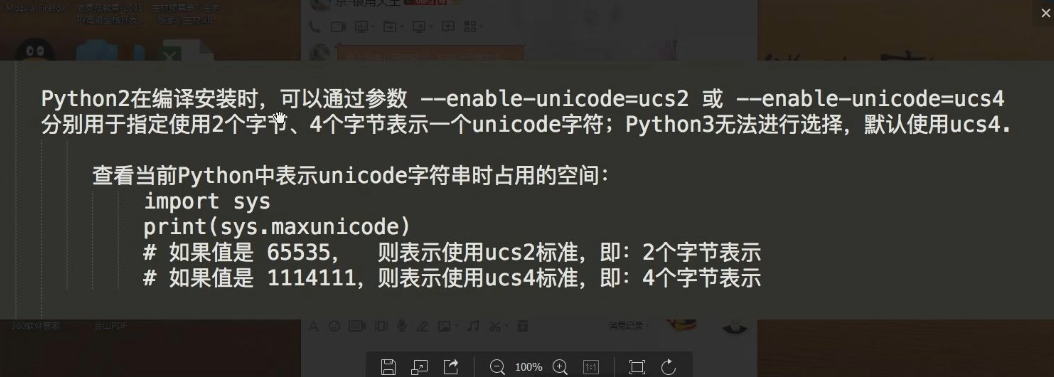 Python2在编译安装时，可以通过参数 --enable-unicode=ucs2 或 --enable-unicode=ucs4
分别用于指定使用2个字节、4个字节表示一个unicode字符；Python3无法进行选择，默认使用ucs4.
查看当前Python中表示unicode字符串时占用的空间：
import sys
print(sys.maxunicode)
# 如果值是 65535，  则表示使用ucs2标准，即：2个字节表示
# 如果值是 1114111，则表示使用ucs4标准，即：4个字节表示
100%
1:1